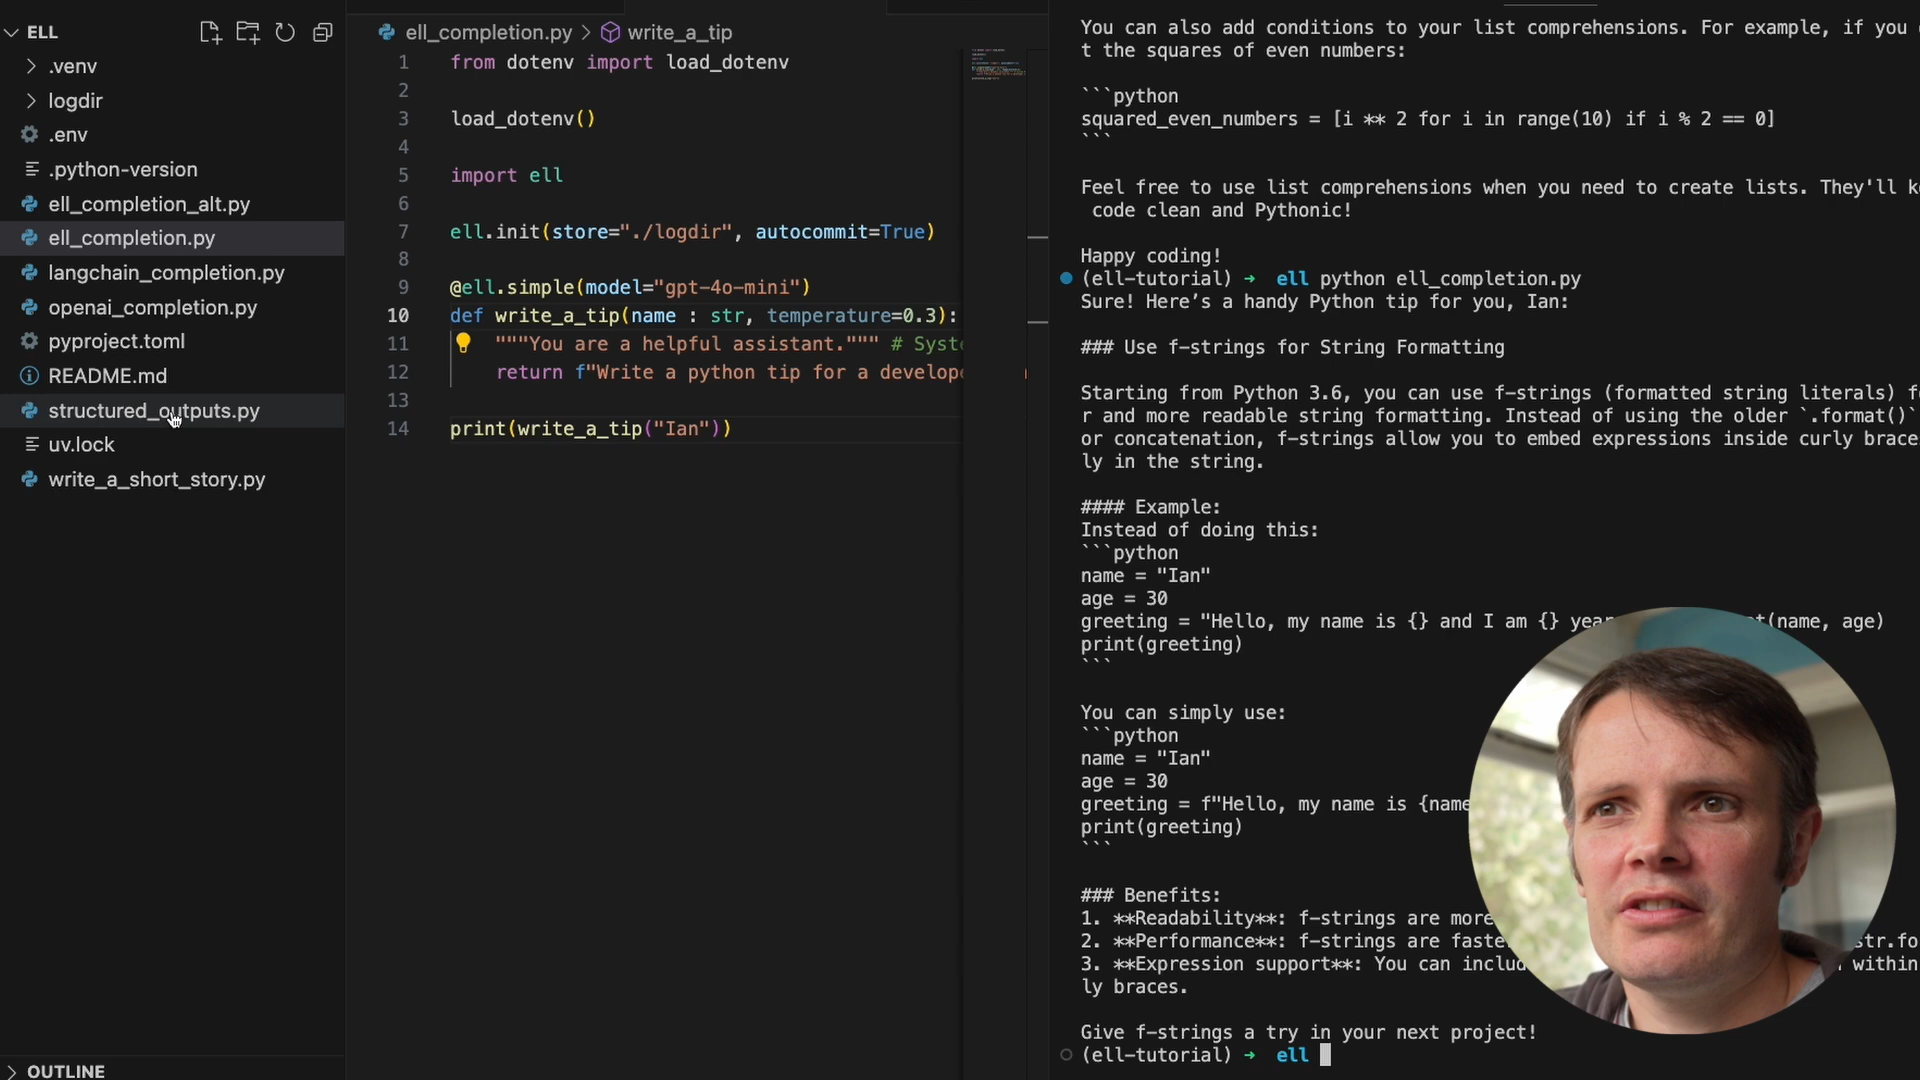 ELL
.venv
logdir
.env
.python-version
ell_completion_alt.py
ell_completion.py
langchain_completion.py
openai_completion.py
pyproject.toml
README.md
structured_outputs.py
uv.lock
write_a_short_story.py
OUTLINE
ell_completion.py > write_a_tip
1 from dotenv import load_dotenv
2
3 load_dotenv()
4
5 import ell
6
7 ell.init(store="./logdir", autocommit=True)
8
9 @ell.simple(model="gpt-4o-mini")
10 def write_a_tip(name : str, temperature=0.3):
11 """You are a helpful assistant.""" # Syste
12 return f"Write a python tip for a develope
13
14 print(write_a_tip("Ian"))
You can also add conditions to your list comprehensions. For example, if you
t the squares of even numbers:
```python
squared_even_numbers = [i ** 2 for i in range(10) if i % 2 == 0]
```
Feel free to use list comprehensions when you need to create lists. They'll k
code clean and Pythonic!
Happy coding!
(ell-tutorial) → ell python ell_completion.py
Sure! Here’s a handy Python tip for you, Ian:
### Use f-strings for String Formatting
Starting from Python 3.6, you can use f-strings (formatted string literals) f
r and more readable string formatting. Instead of using the older `.format()`
or concatenation, f-strings allow you to embed expressions inside curly brace
ly in the string.
#### Example:
Instead of doing this:
```python
name = "Ian"
age = 30
greeting = "Hello, my name is {} and I am {} yea t(name, age)
print(greeting)
```
You can simply use:
```python
name = "Ian"
age = 30
greeting = f"Hello, my name is {name
print(greeting)
```
### Benefits:
1. **Readability**: f-strings are more
2. **Performance**: f-strings are faste str.fo
3. **Expression support**: You can includ within
ly braces.
Give f-strings a try in your next project!
(ell-tutorial) → ell